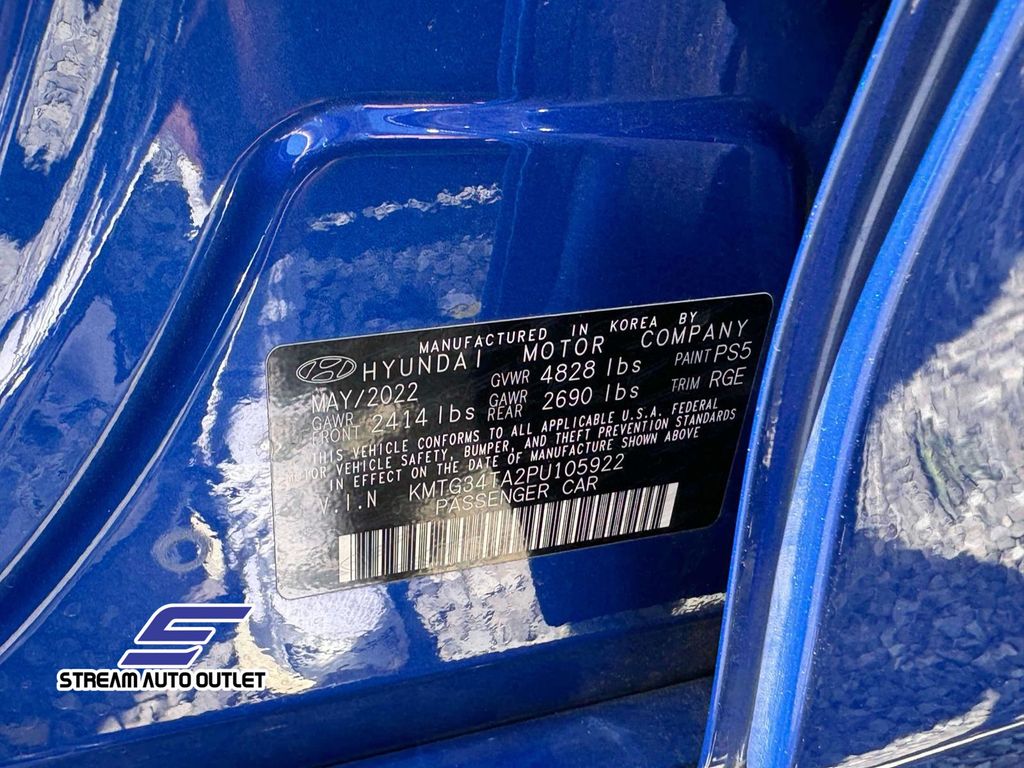 MANUFACTURED IN KOREA BY
HYUNDAI MOTOR COMPANY
MAY/2022 GVWR 4828 lbs PAINT PS5
GAWR FRONT 2414 lbs GAWR REAR 2690 lbs TRIM RGE
THIS VEHICLE CONFORMS TO ALL APPLICABLE U.S.A. FEDERAL
MOTOR VEHICLE SAFETY, BUMPER, AND THEFT PREVENTION STANDARDS
IN EFFECT ON THE DATE OF MANUFACTURE SHOWN ABOVE
V.I.N KMTG34TA2PU105922
PASSENGER CAR
STREAM AUTO OUTLET